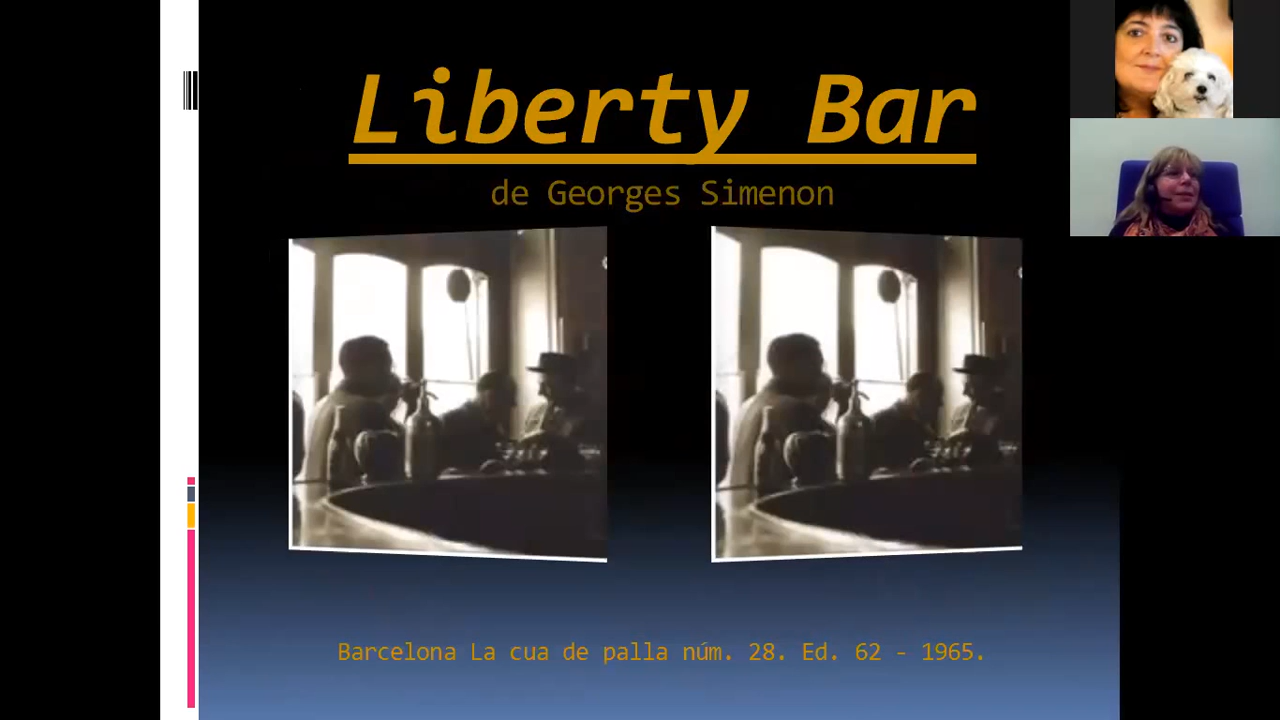 Liberty Bar
de Georges Simenon
Barcelona La cua de palla núm. 28. Ed. 62 - 1965.